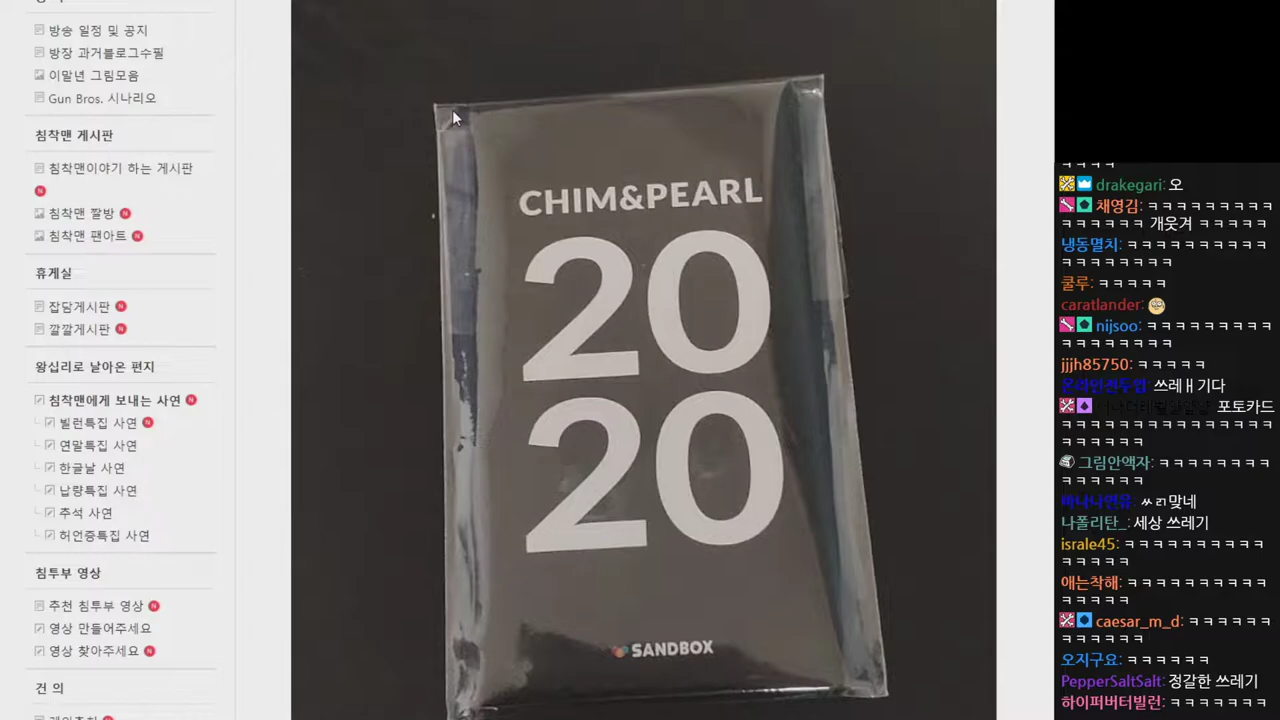 방송 일정 및 공지
방장 과거블로그수필
이말년 그림모음
Gun Bros. 시나리오
침착맨 게시판
침착맨이야기 하는 게시판
N
침착맨 짤방 N
침착맨 팬아트 N
휴게실
잡담게시판 N
깔깔게시판 N
왕십리로 날아온 편지
침착맨에게 보내는 사연 N
빌런특집 사연 N
연말특집 사연
한글날 사연
납량특집 사연
추석 사연
허언증특집 사연
침투부 영상
추천 침투부 영상 N
영상 만들어주세요
영상 찾아주세요 N
건 의
CHIM&PEARL
20
20
SANDBOX
ㅋㅋㅋㅋㅋ
drakegari: 오
채영김: ㅋㅋㅋㅋㅋㅋㅋㅋㅋ
ㅋㅋㅋㅋㅋㅋ 개웃겨 ㅋㅋㅋㅋㅋ
냉동멸치: ㅋㅋㅋㅋㅋㅋㅋㅋㅋㅋ
ㅋㅋㅋㅋㅋㅋㅋㅋ
쿨루: ㅋㅋㅋㅋㅋ
caratlander:
nijsoo: ㅋㅋㅋㅋㅋㅋㅋㅋㅋ
ㅋㅋㅋㅋㅋㅋㅋㅋ
jjjh85750: ㅋㅋㅋㅋㅋ
쓰레ㅐ기다
포토카드
ㅋㅋㅋㅋㅋㅋㅋㅋㅋㅋㅋㅋㅋㅋㅋ
ㅋㅋㅋㅋㅋㅋ
그림안액자: ㅋㅋㅋㅋㅋㅋㅋㅋ
ㅋㅋㅋㅋㅋㅋ
바나나연유: ㅆㄹ맞네
나폴리탄_: 세상 쓰레기
israle45: ㅋㅋㅋㅋㅋㅋㅋㅋㅋㅋ
ㅋㅋㅋㅋㅋ
애는착해: ㅋㅋㅋㅋㅋㅋㅋㅋㅋㅋ
ㅋㅋㅋㅋㅋ
caesar_m_d: ㅋㅋㅋㅋㅋㅋ
ㅋㅋㅋㅋㅋㅋ
오지구요: ㅋㅋㅋㅋㅋㅋ
PepperSaltSalt: 정갈한 쓰레기
하이퍼버터빌런: ㅋㅋㅋㅋㅋㅋㅋ